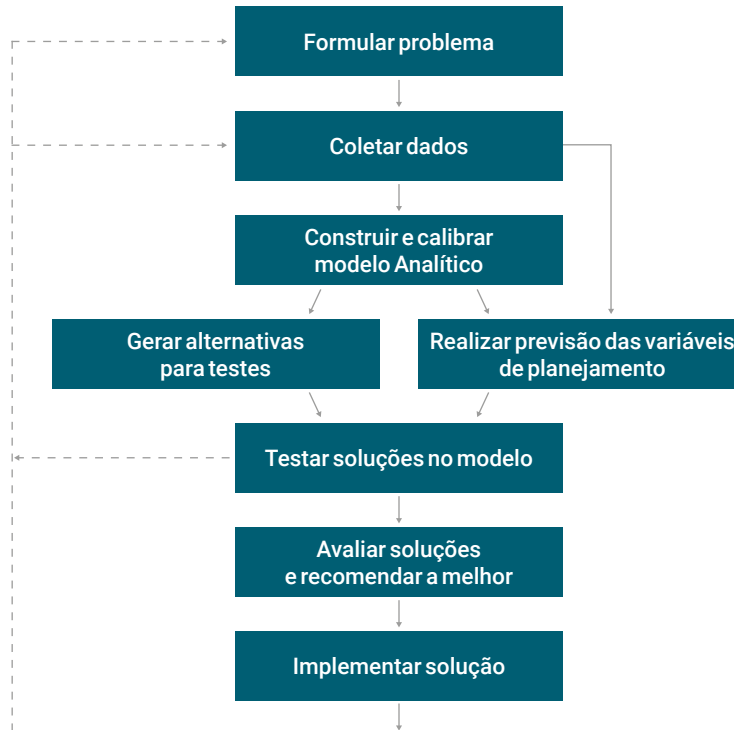 Formular problema
Coletar dados
Construir e calibrar
modelo Analítico
Gerar alternativas
para testes
Realizar previsão das variáveis
de planejamento
Testar soluções no modelo
Avaliar soluções
e recomendar a melhor
Implementar solução